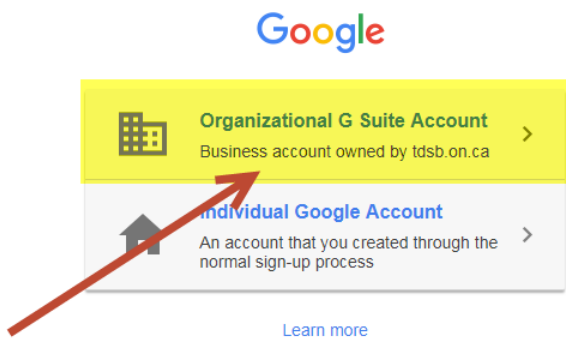 Google
Organizational G Suite Account
Business account owned by tdsb.on.ca
Individual Google Account
An account that you created through the
normal sign-up process
Learn more